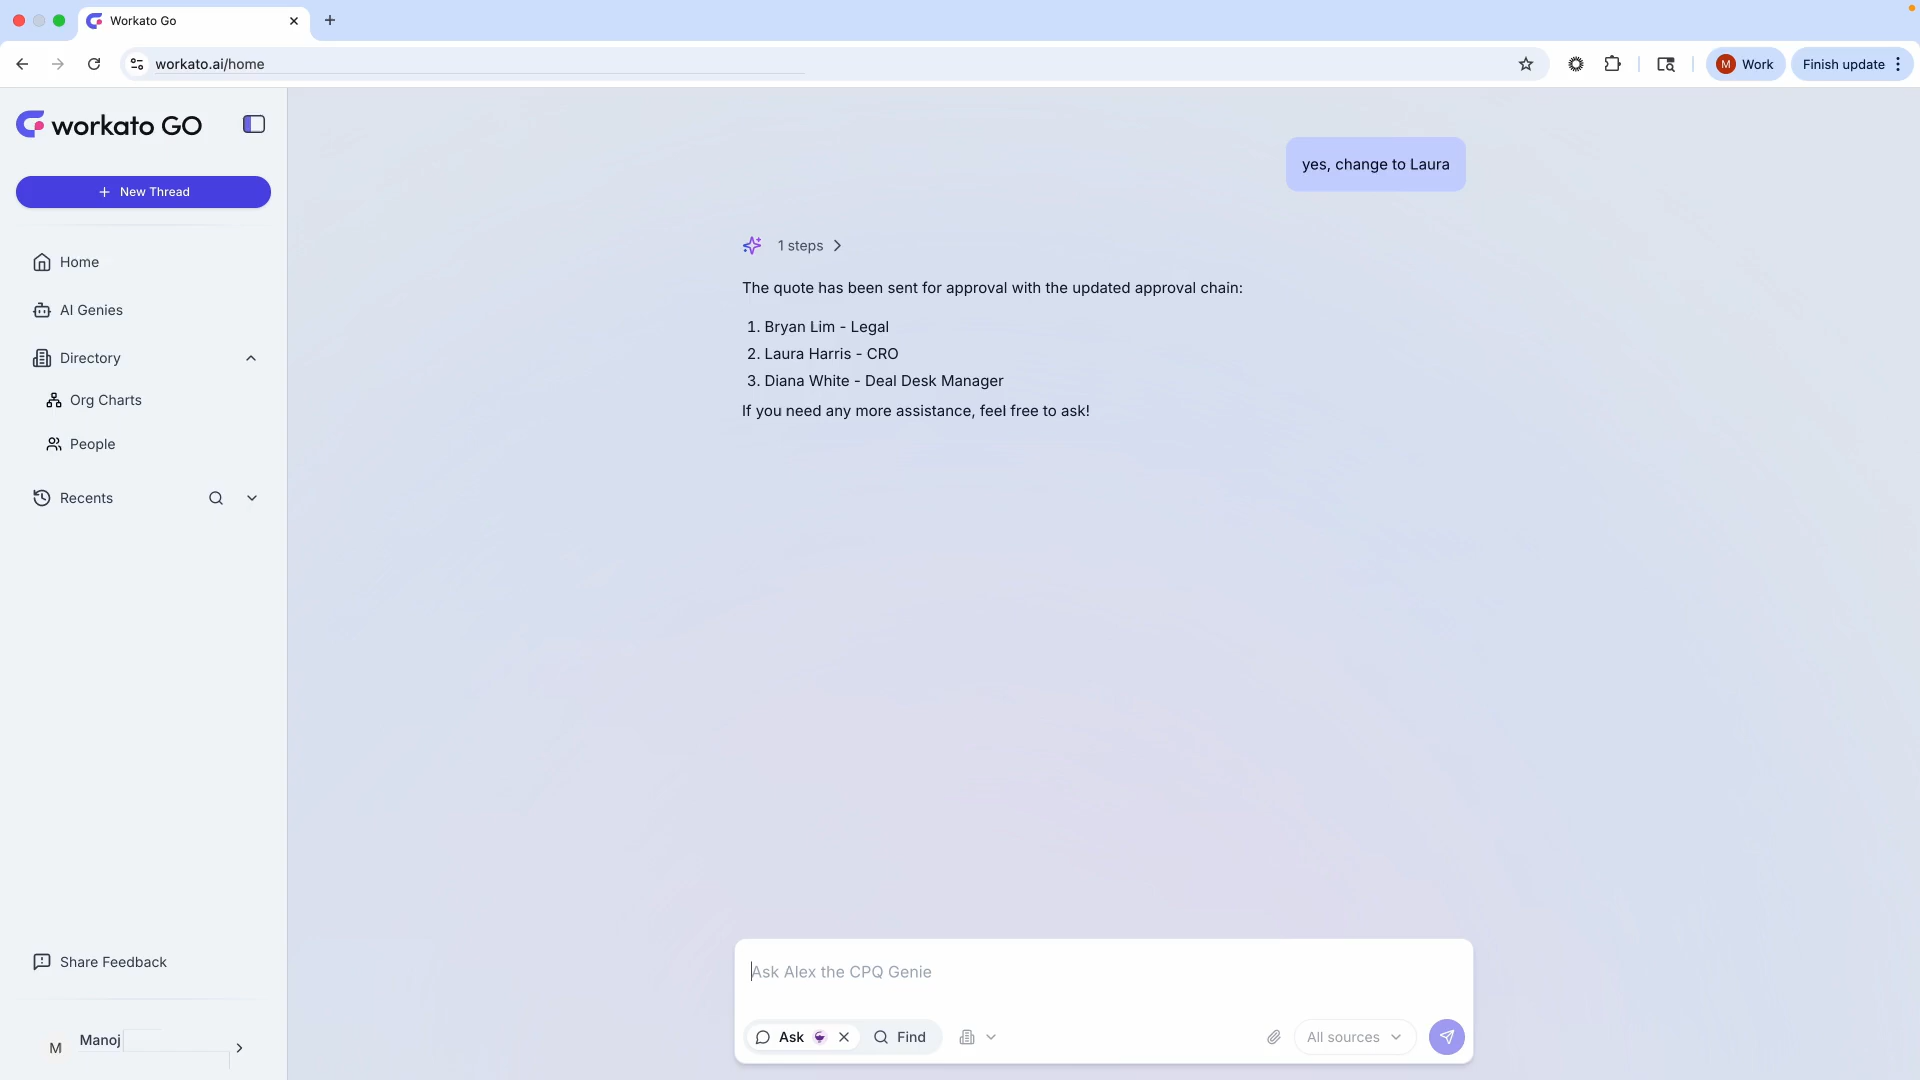 Workato Go
workato.ai/home
M Work
Finish update
workato GO
+ New Thread
Home
AI Genies
Directory
Org Charts
People
Recents
yes, change to Laura
1 steps
The quote has been sent for approval with the updated approval chain:
1. Bryan Lim - Legal
2. Laura Harris - CRO
3. Diana White - Deal Desk Manager
If you need any more assistance, feel free to ask!
Share Feedback
M Manoj
Ask Alex the CPQ Genie
Ask
Find
All sources